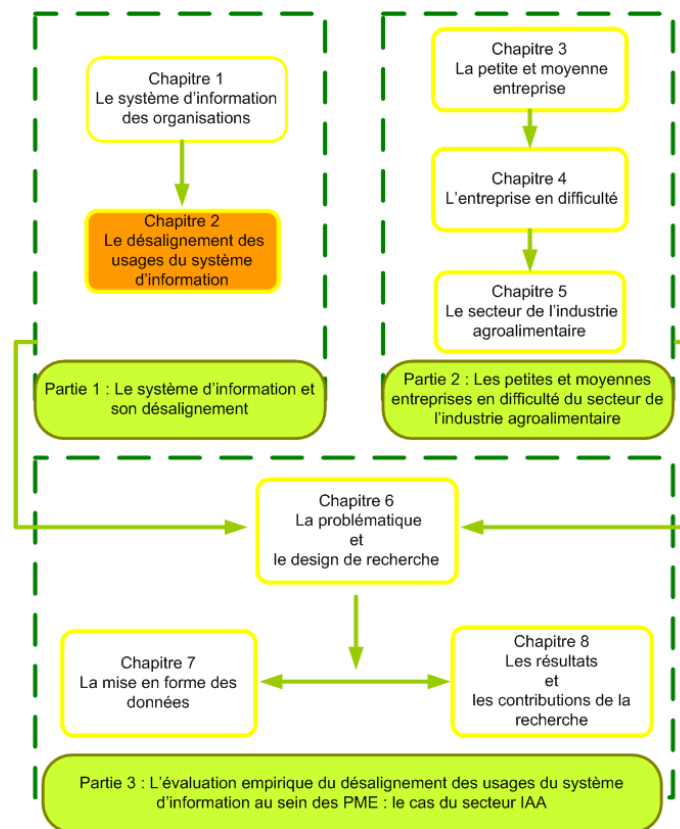 Chapitre 1
Le système d'information
des organisations
Chapitre 2
Le désalignement des
usages du système
d'information
Partie 1 : Le système d'information et
son désalignement
Chapitre 3
La petite et moyenne
entreprise
Chapitre 4
L'entreprise en difficulté
Chapitre 5
Le secteur de l'industrie
agroalimentaire
Partie 2 : Les petites et moyennes
entreprises en difficulté du secteur de
l'industrie agroalimentaire
Chapitre 6
La problématique
et
le design de recherche
Chapitre 7
La mise en forme des
données
Chapitre 8
Les résultats
et
les contributions de la
recherche
Partie 3 : L'évaluation empirique du désalignement des usages du système
d'information au sein des PME : le cas du secteur IAA